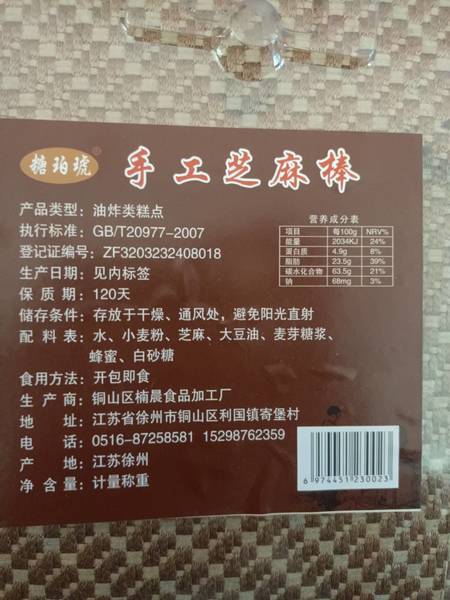 糖珀琥® 手工芝麻棒
产品类型：油炸类糕点
执行标准：GB/T20977-2007
登记证编号：ZF3203232408018
生产日期：见内标签
保质期：120天
储存条件：存放于干燥、通风处，避免阳光直射
配料表：水、小麦粉、芝麻、大豆油、麦芽糖浆、
蜂蜜、白砂糖
食用方法：开包即食
生产商：铜山区楠晨食品加工厂
地址：江苏省徐州市铜山区利国镇寄堡村
电话：0516-87258581 15298762359
产地：江苏徐州
净含量：计量称重
营养成分表
项目 每100g NRV%
能量 2034KJ 24%
蛋白质 4.9g 8%
脂肪 23.5g 39%
碳水化合物 63.5g 21%
钠 68mg 3%
6 974451 230023